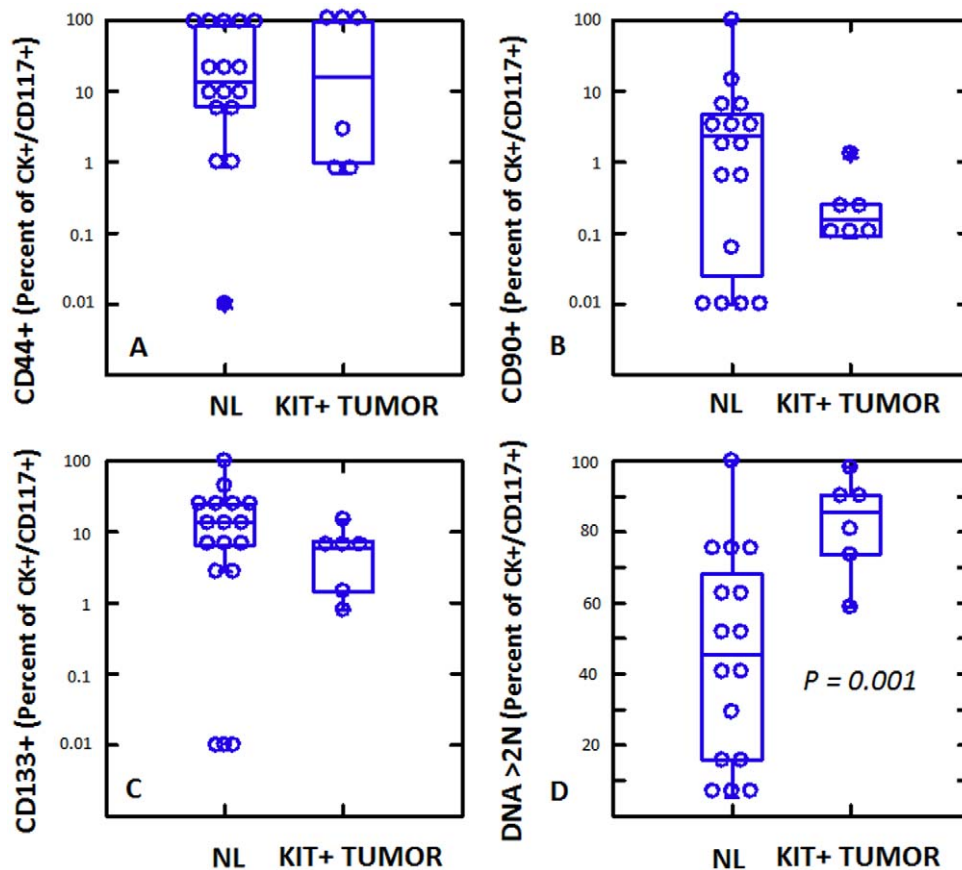 CD44+ (Percent of CK+/CD117+)
100
10
1
0.1
0.01
A
NL KIT+ TUMOR
CD90+ (Percent of CK+/CD117+)
100
10
1
0.1
0.01
B
NL KIT+ TUMOR
CD133+ (Percent of CK+/CD117+)
100
10
1
0.1
0.01
C
NL KIT+ TUMOR
DNA >2N (Percent of CK+/CD117+)
100
80
60
40
20
P = 0.001
D
NL KIT+ TUMOR